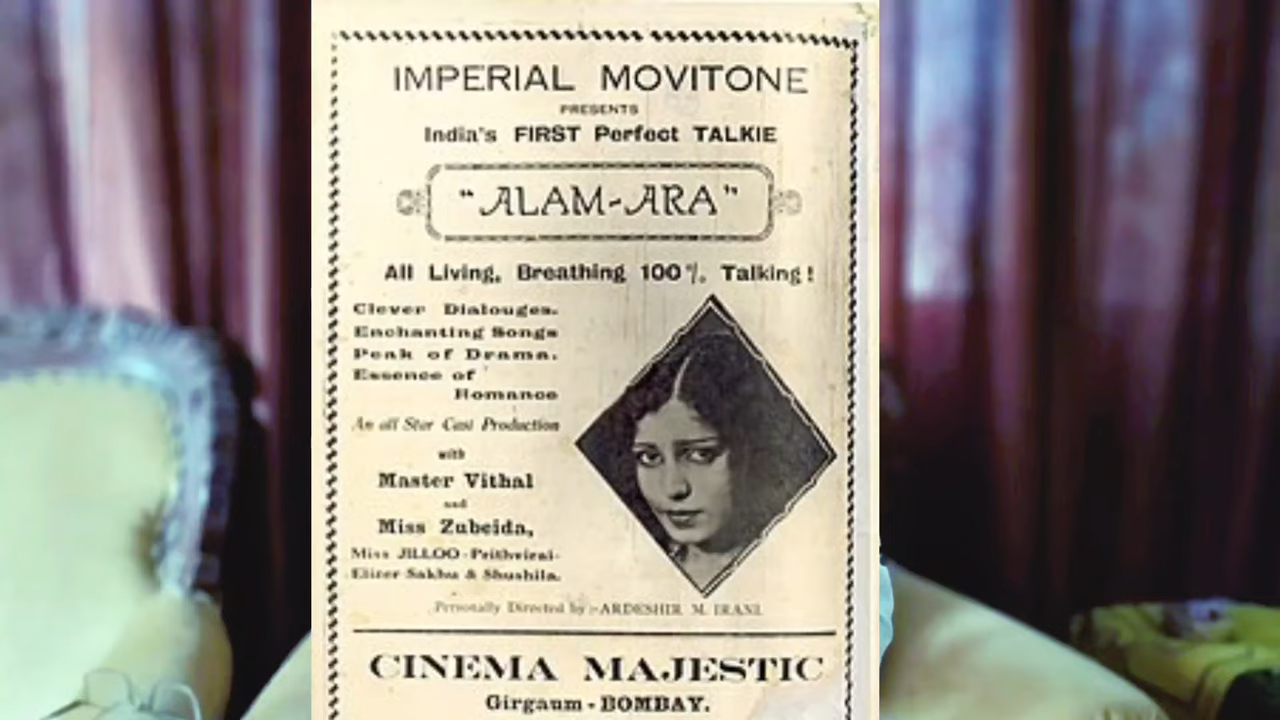 IMPERIAL MOVITONE
PRESENTS
India's FIRST Perfect TALKIE
"ALAM-ARA"
All Living, Breathing 100% Talking!
Clever Dialouges.
Enchanting Songs
Peak of Drama.
Essence of
Romance
An all Star Cast Production
with
Master Vithal
and
Miss Zubeida,
Miss JILLOO-Prithviraj-
Elizer-Sakhu & Shushila.
Personally Directed by :-ARDESHIR M. IRANI.
CINEMA MAJESTIC
Girgaum - BOMBAY.